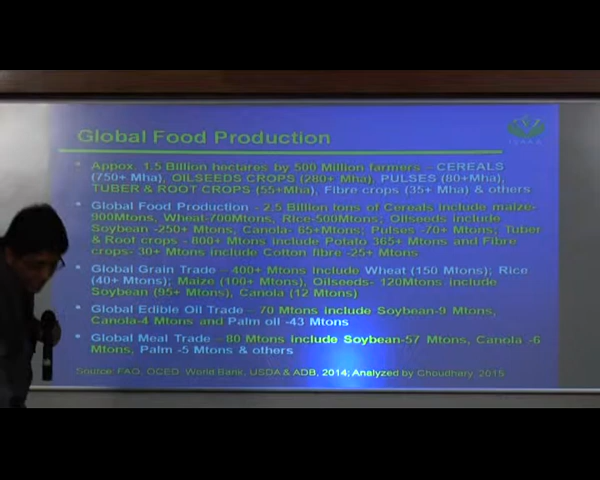 Global Food Production
• Appox. 1.5 Billion hectares by 500 Million farmers – CEREALS
(750+ Mha), OILSEEDS CROPS (280+ Mha), PULSES (80+Mha),
TUBER & ROOT CROPS (55+Mha), Fibre crops (35+ Mha) & others
• Global Food Production - 2.5 Billion tons of Cereals include maize-
900Mtons, Wheat-700Mtons, Rice-500Mtons; Oilseeds include
Soybean -250+ Mtons, Canola- 65+Mtons; Pulses -70+ Mtons; Tuber
& Root crops - 800+ Mtons include Potato 365+ Mtons and Fibre
crops- 30+ Mtons include Cotton fibre -25+ Mtons
• Global Grain Trade – 400+ Mtons include Wheat (150 Mtons); Rice
(40+ Mtons); Maize (100+ Mtons), Oilseeds- 120Mtons include
Soybean (95+ Mtons), Canola (12 Mtons)
• Global Edible Oil Trade – 70 Mtons include Soybean-9 Mtons,
Canola-4 Mtons and Palm oil -43 Mtons
• Global Meal Trade – 80 Mtons include Soybean-57 Mtons, Canola -6
Mtons, Palm -5 Mtons & others
Source: FAO, OCED, World Bank, USDA & ADB, 2014; Analyzed by Choudhary, 2015